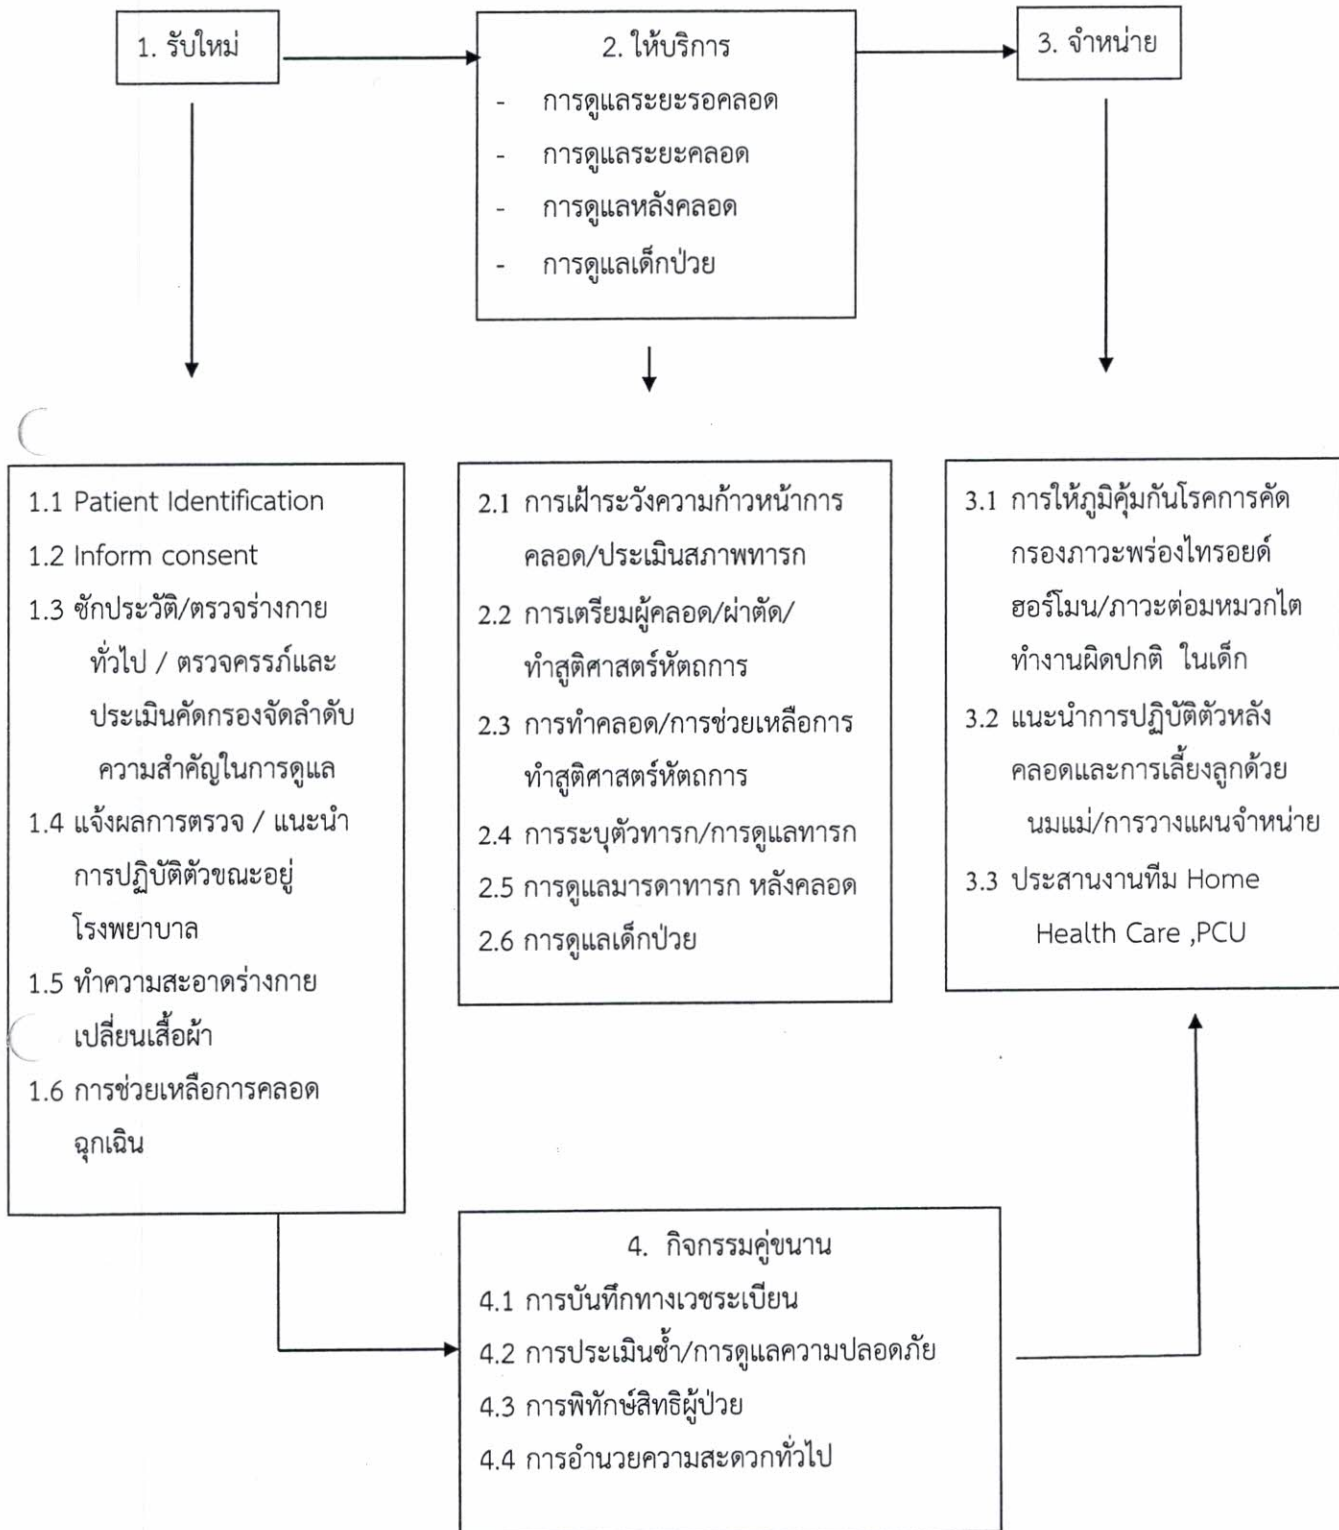 1. รับใหม่
2. ให้บริการ
- การดูแลระยะรอคลอด
- การดูแลระยะคลอด
- การดูแลหลังคลอด
- การดูแลเด็กป่วย
3. จำหน่าย
1.1 Patient Identification
1.2 Inform consent
1.3 ซักประวัติ/ตรวจร่างกาย
ทั่วไป / ตรวจครรภ์และ
ประเมินคัดกรองจัดลำดับ
ความสำคัญในการดูแล
1.4 แจ้งผลการตรวจ / แนะนำ
การปฏิบัติตัวขณะอยู่
โรงพยาบาล
1.5 ทำความสะอาดร่างกาย
เปลี่ยนเสื้อผ้า
1.6 การช่วยเหลือการคลอด
ฉุกเฉิน
2.1 การเฝ้าระวังความก้าวหน้าการ
คลอด/ประเมินสภาพทารก
2.2 การเตรียมผู้คลอด/ผ่าตัด/
ทำสูติศาสตร์หัตถการ
2.3 การทำคลอด/การช่วยเหลือการ
ทำสูติศาสตร์หัตถการ
2.4 การระบุตัวทารก/การดูแลทารก
2.5 การดูแลมารดาทารก หลังคลอด
2.6 การดูแลเด็กป่วย
3.1 การให้ภูมิคุ้มกันโรคการคัด
กรองภาวะพร่องไทรอยด์
ฮอร์โมน/ภาวะต่อมหมวกไต
ทำงานผิดปกติ ในเด็ก
3.2 แนะนำการปฏิบัติตัวหลัง
คลอดและการเลี้ยงลูกด้วย
นมแม่/การวางแผนจำหน่าย
3.3 ประสานงานทีม Home
Health Care ,PCU
4. กิจกรรมคู่ขนาน
4.1 การบันทึกทางเวชระเบียน
4.2 การประเมินซ้ำ/การดูแลความปลอดภัย
4.3 การพิทักษ์สิทธิผู้ป่วย
4.4 การอำนวยความสะดวกทั่วไป